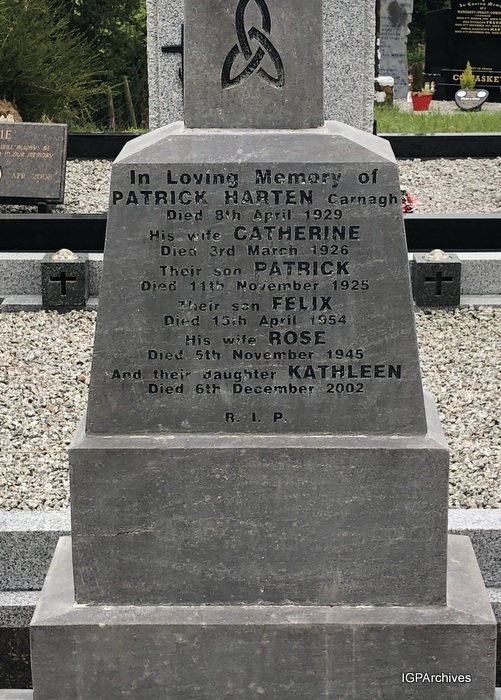 In Loving Memory of
PATRICK HARTEN Carnagh
Died 8th April 1929
His wife CATHERINE
Died 3rd March 1926
Their son PATRICK
Died 11th November 1925
Their son FELIX
Died 15th April 1954
His wife ROSE
Died 5th November 1945
And their daughter KATHLEEN
Died 6th December 2002
R. I. P.
APR. 2008
IGPArchives